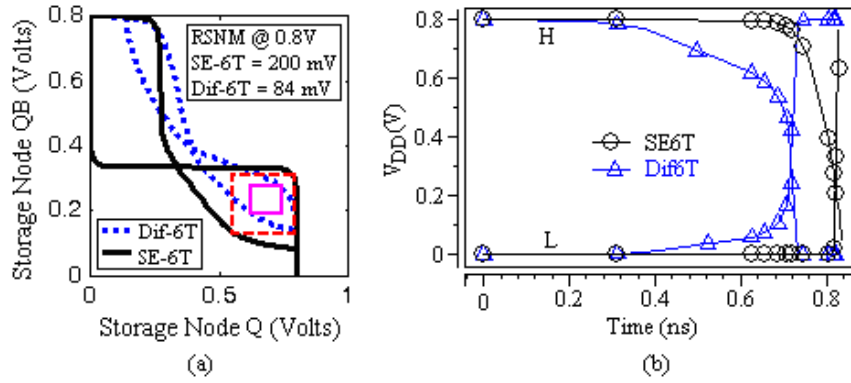 (a)
0.8
0.6
0.4
0.2
0
Storage Node QB (Volts)
RSNM @ 0.8V
SE-6T = 200 mV
Dif-6T = 84 mV
Dif-6T
SE-6T
0
0.5
1
Storage Node Q (Volts)
(a)
(b)
0.8
0.6
0.4
0.2
0
V_DD(V)
H
SE6T
Dif6T
L
0
0.2
0.4
0.6
0.8
Time (ns)
(b)